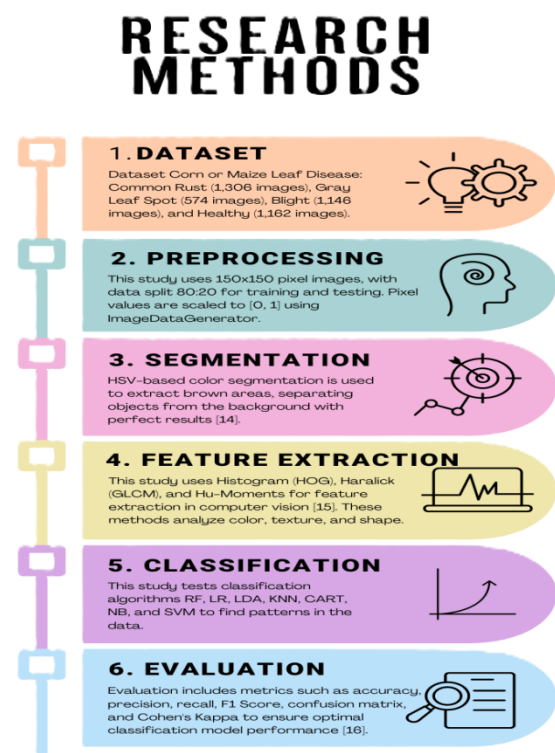 RESEARCH
METHODS
1. DATASET
Dataset Corn or Maize Leaf Disease:
Common Rust (1,306 images), Gray
Leaf Spot (574 images), Blight (1,146
images), and Healthy (1,162 images).
2. PREPROCESSING
This study uses 150x150 pixel images, with
data split 80:20 for training and testing. Pixel
values are scaled to [0, 1] using
ImageDataGenerator.
3. SEGMENTATION
HSV-based color segmentation is used
to extract brown areas, separating
objects from the background with
perfect results [14].
4. FEATURE EXTRACTION
This study uses Histogram (HOG), Haralick
(GLCM), and Hu-Moments for feature
extraction in computer vision [15]. These
methods analyze color, texture, and shape.
5. CLASSIFICATION
This study tests classification
algorithms RF, LR, LDA, KNN, CART,
NB, and SVM to find patterns in the
data.
6. EVALUATION
Evaluation includes metrics such as accuracy,
precision, recall, F1 Score, confusion matrix,
and Cohen's Kappa to ensure optimal
classification model performance [16].